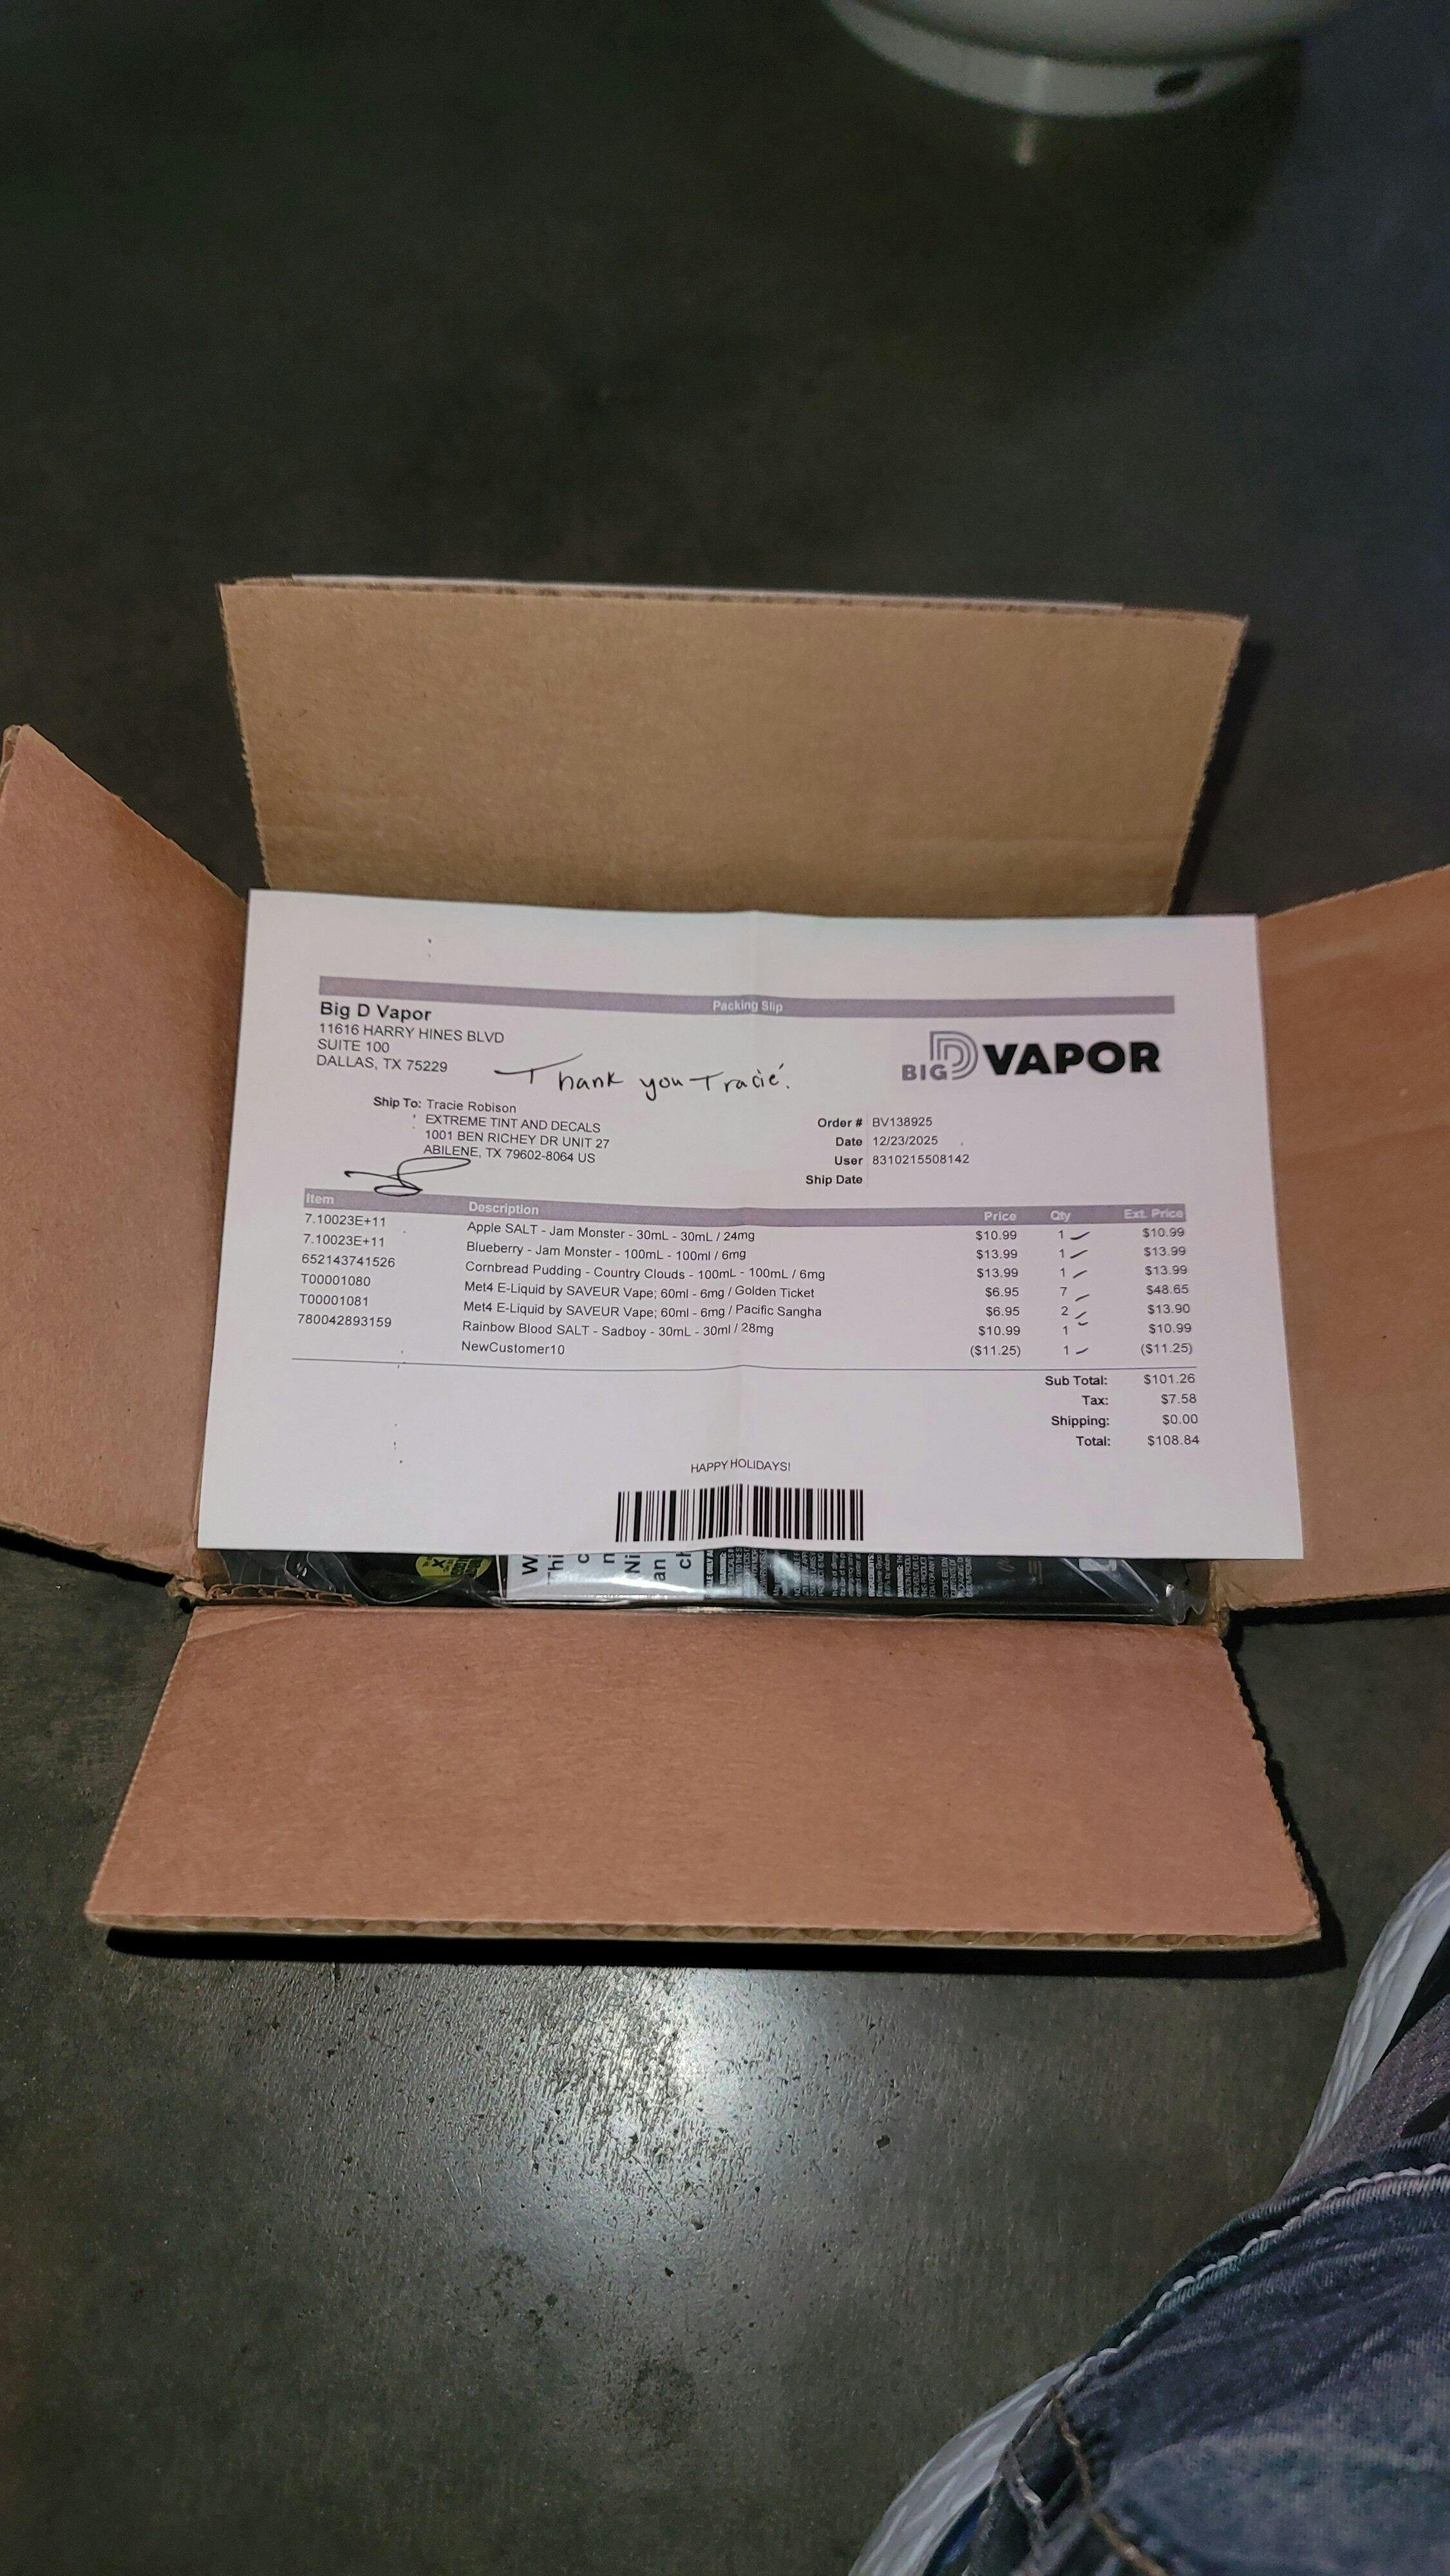 Packing Slip
Big D Vapor
11616 HARRY HINES BLVD
SUITE 100
DALLAS, TX 75229
BIG D VAPOR
Thank you Tracie!
Ship To: Tracie Robison
EXTREME TINT AND DECALS
1001 BEN RICHEY DR UNIT 27
ABILENE, TX 79602-8064 US
Order # BV138925
Date 12/23/2025
User 8310215508142
Ship Date
Item Description Price Qty Ext. Price
7.10023E+11 Apple SALT - Jam Monster - 30mL - 30mL / 24mg $10.99 1 $10.99
7.10023E+11 Blueberry - Jam Monster - 100mL - 100ml / 6mg $13.99 1 $13.99
652143741526 Cornbread Pudding - Country Clouds - 100mL - 100mL / 6mg $13.99 1 $13.99
T00001080 Met4 E-Liquid by SAVEUR Vape; 60ml - 6mg / Golden Ticket $6.95 7 $48.65
T00001081 Met4 E-Liquid by SAVEUR Vape; 60ml - 6mg / Pacific Sangha $6.95 2 $13.90
780042893159 Rainbow Blood SALT - Sadboy - 30mL - 30ml / 28mg $10.99 1 $10.99
NewCustomer10 ($11.25) 1 ($11.25)
Sub Total: $101.26
Tax: $7.58
Shipping: $0.00
Total: $108.84
HAPPY HOLIDAYS!